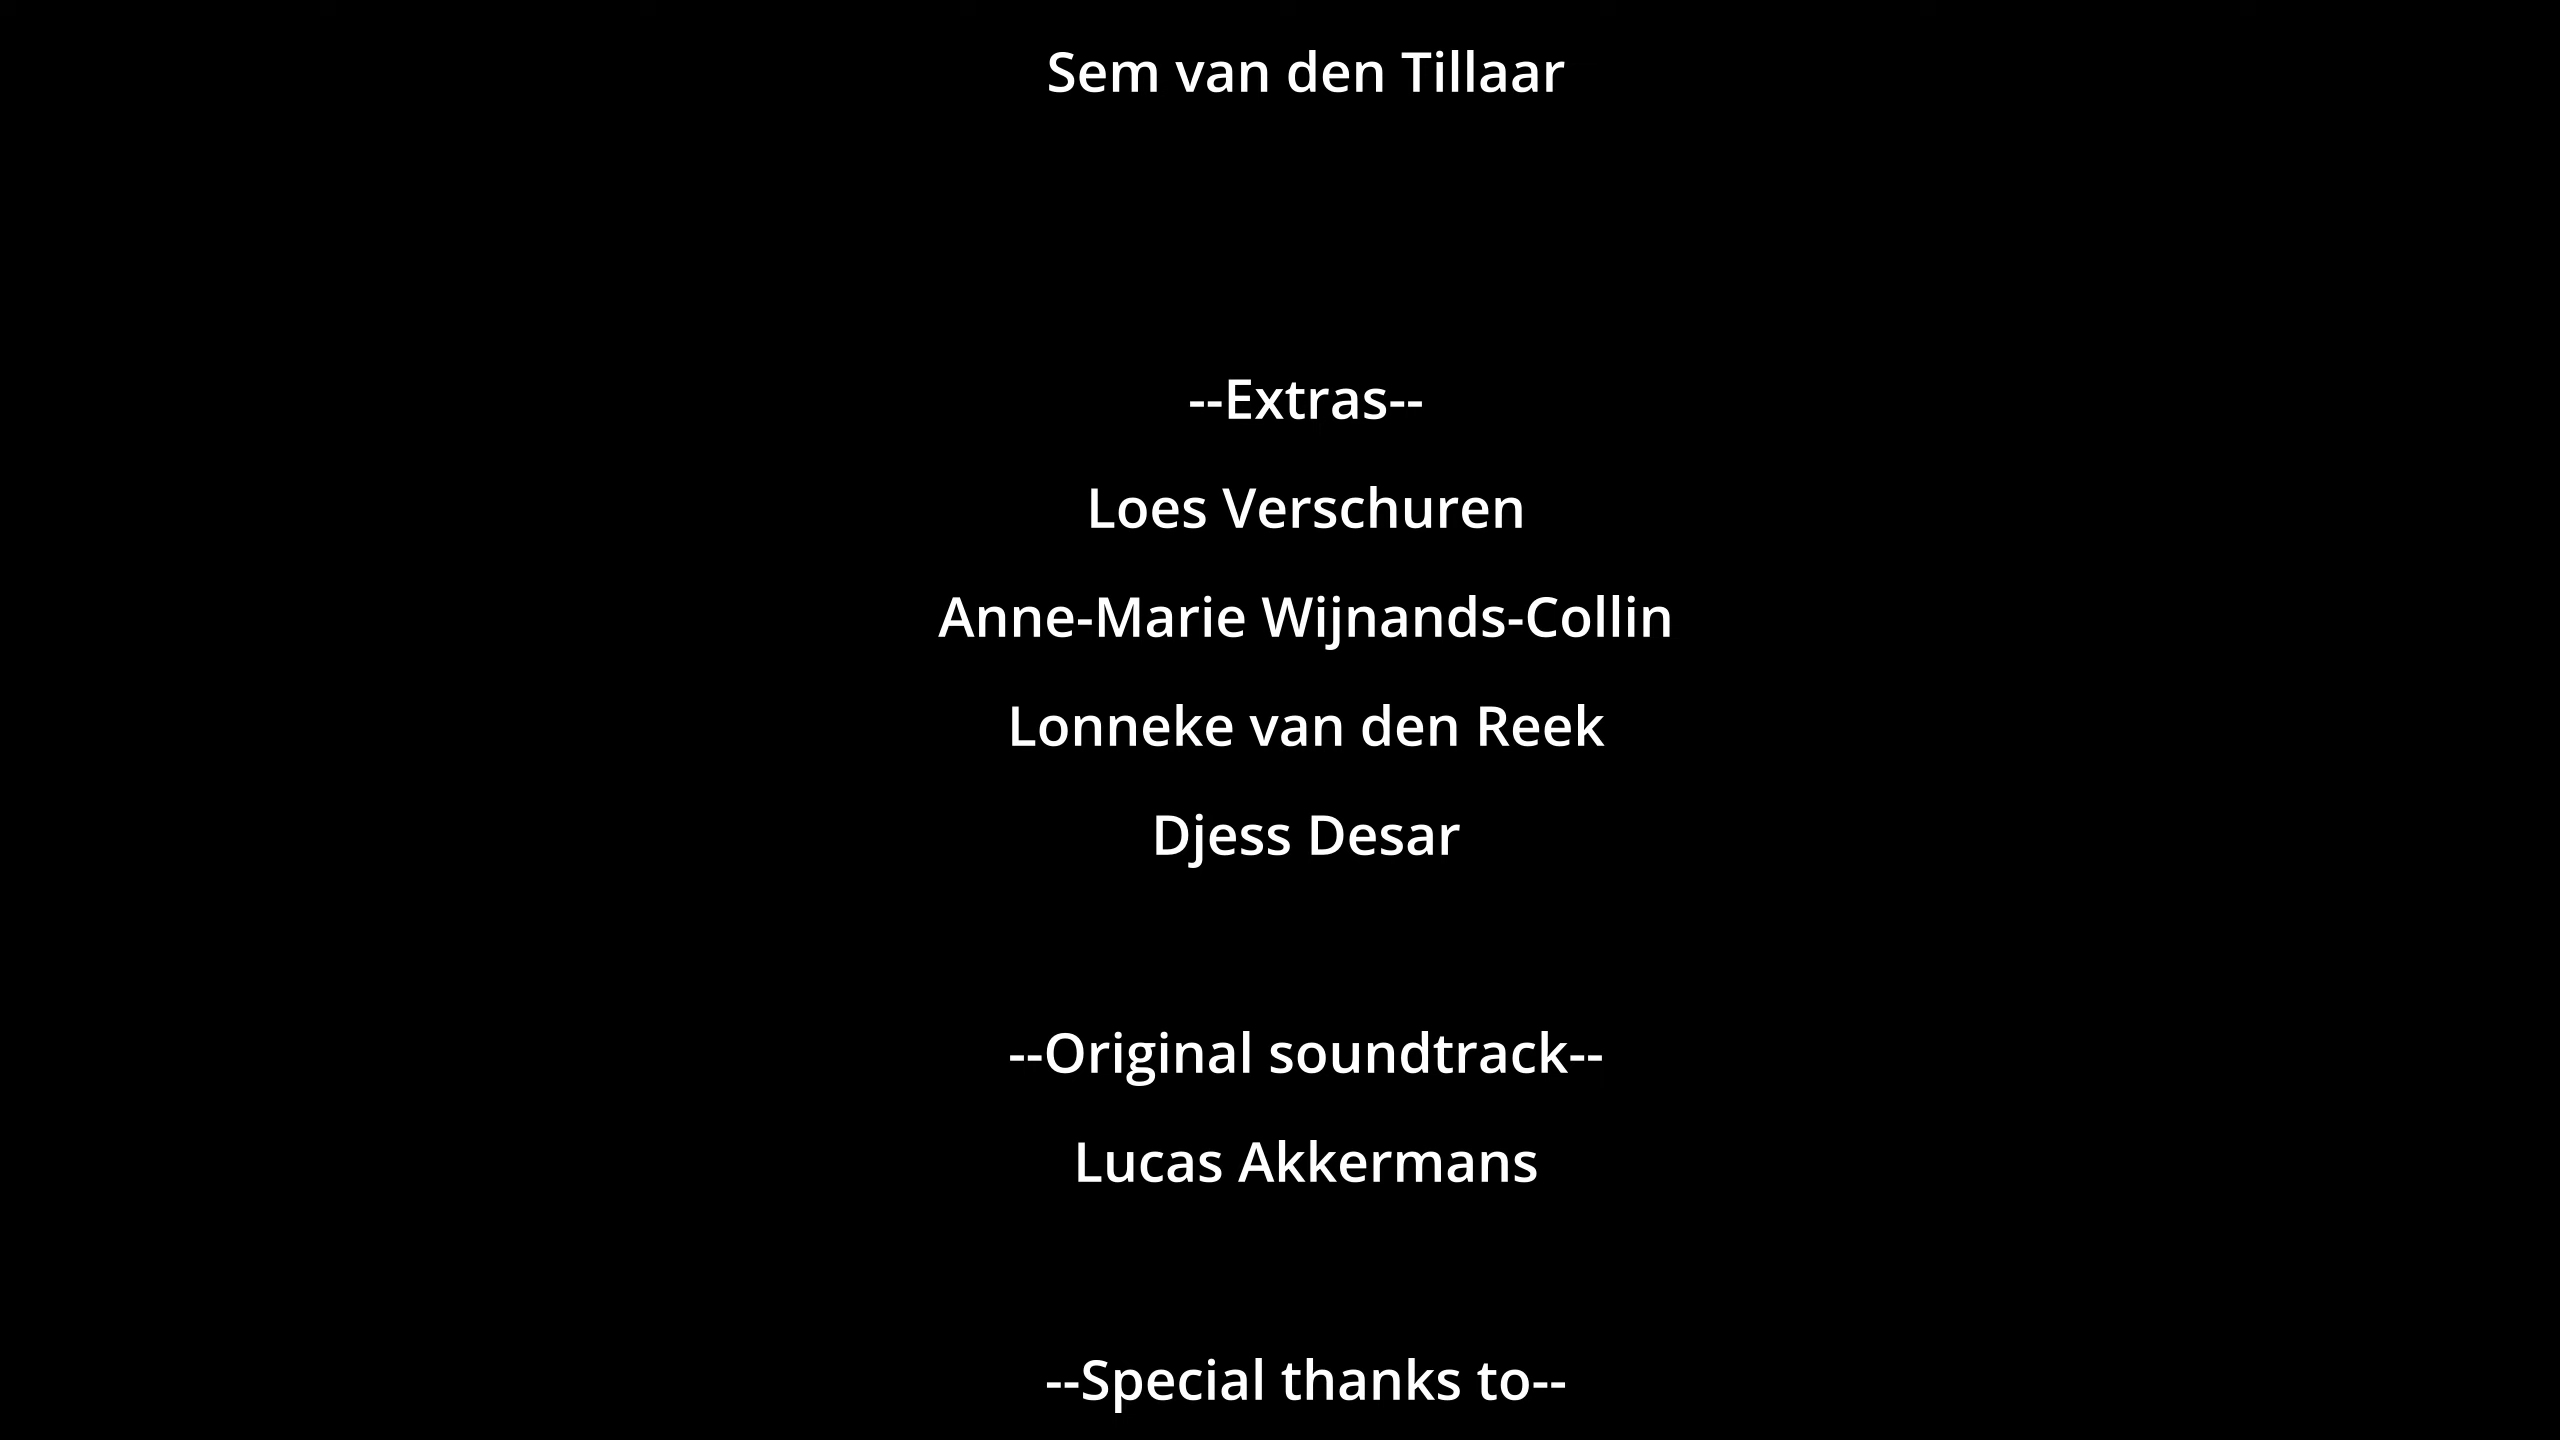 Sem van den Tillaar
--Extras--
Loes Verschuren
Anne-Marie Wijnands-Collin
Lonneke van den Reek
Djess Desar
--Original soundtrack--
Lucas Akkermans
--Special thanks to--